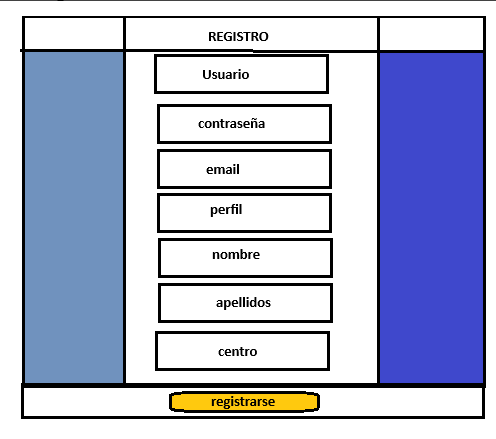 REGISTRO
Usuario
contraseña
email
perfil
nombre
apellidos
centro
registrarse